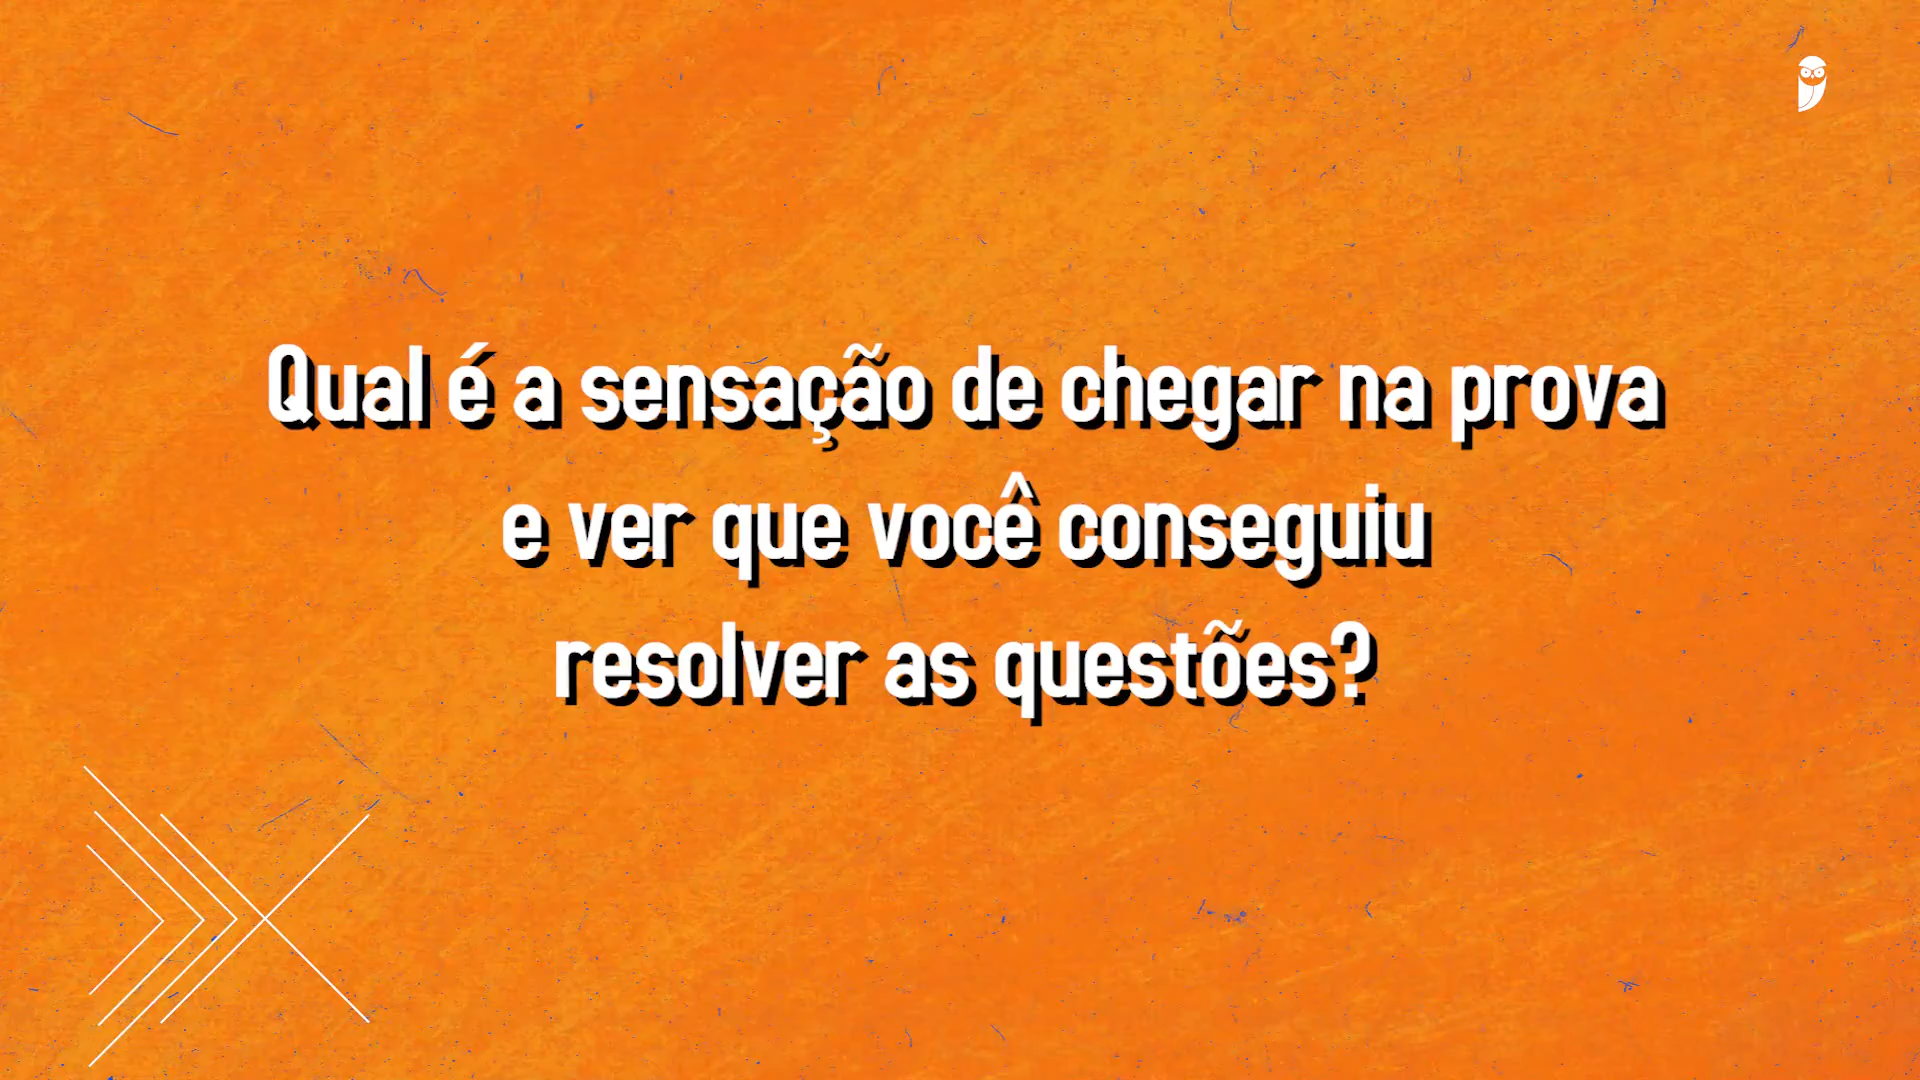 Qual é a sensação de chegar na prova
e ver que você conseguiu
resolver as questões?